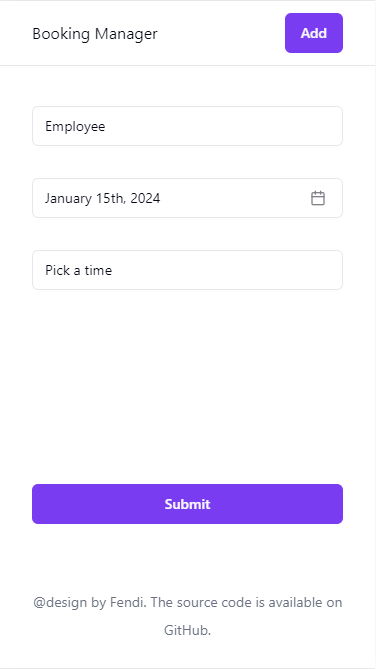 Booking Manager
Add
Employee
January 15th, 2024
Pick a time
Submit
@design by Fendi. The source code is available on
GitHub.